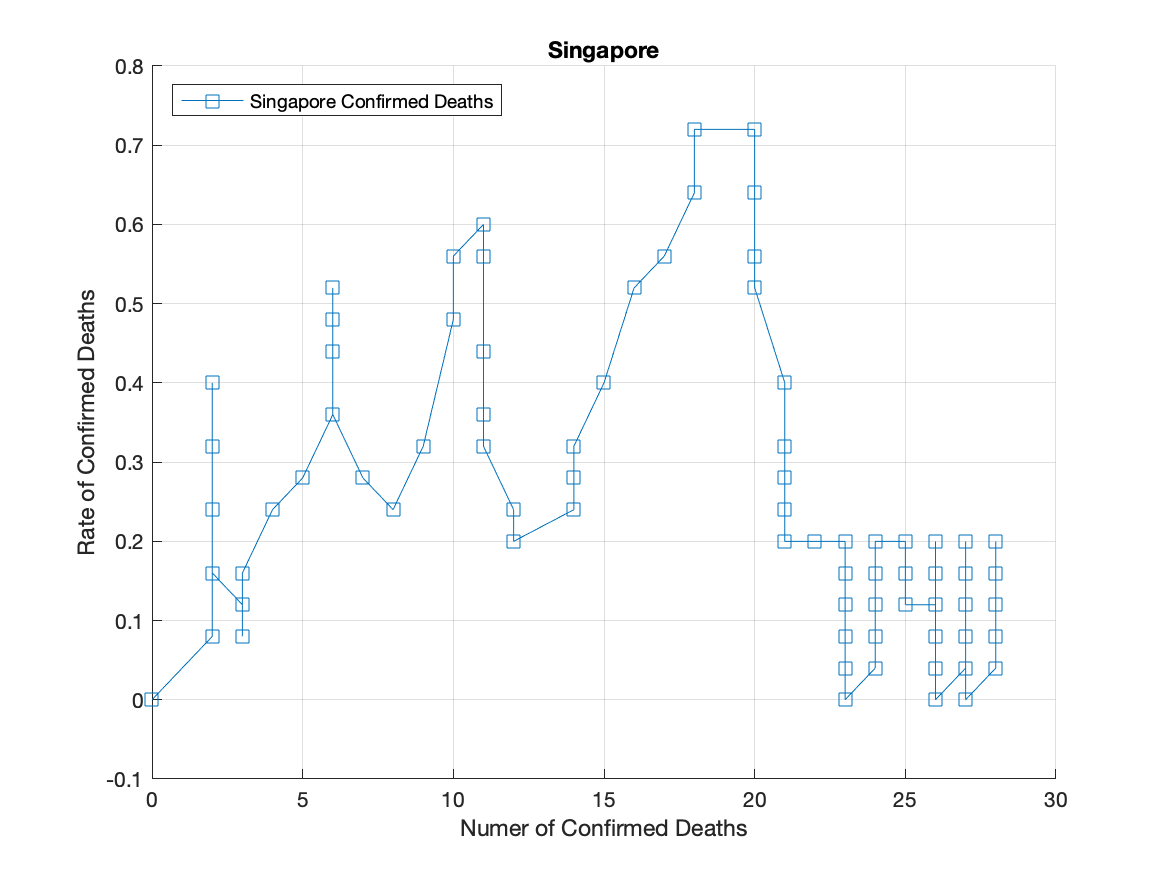 Singapore
Singapore Confirmed Deaths
0.8
0.7
0.6
0.5
0.4
0.3
0.2
0.1
0
-0.1
Rate of Confirmed Deaths
0 5 10 15 20 25 30
Numer of Confirmed Deaths